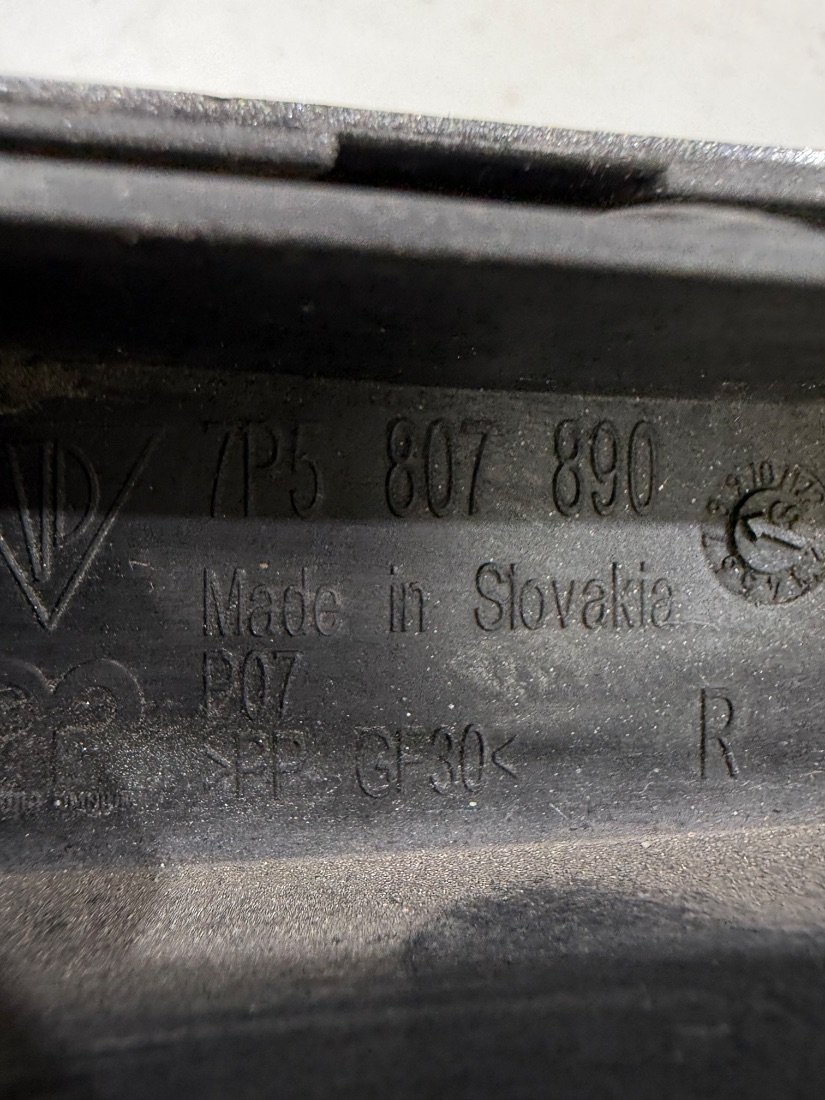 7P5 807 890
Made in Slovakia
P07
>PP GF30<
R